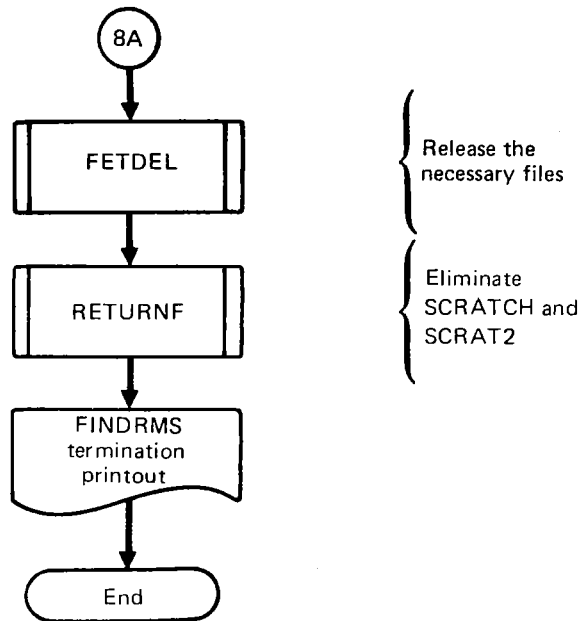 8A
FETDEL
Release the
necessary files
RETURNF
Eliminate
SCRATCH and
SCRAT2
FINDRMS
termination
printout
End